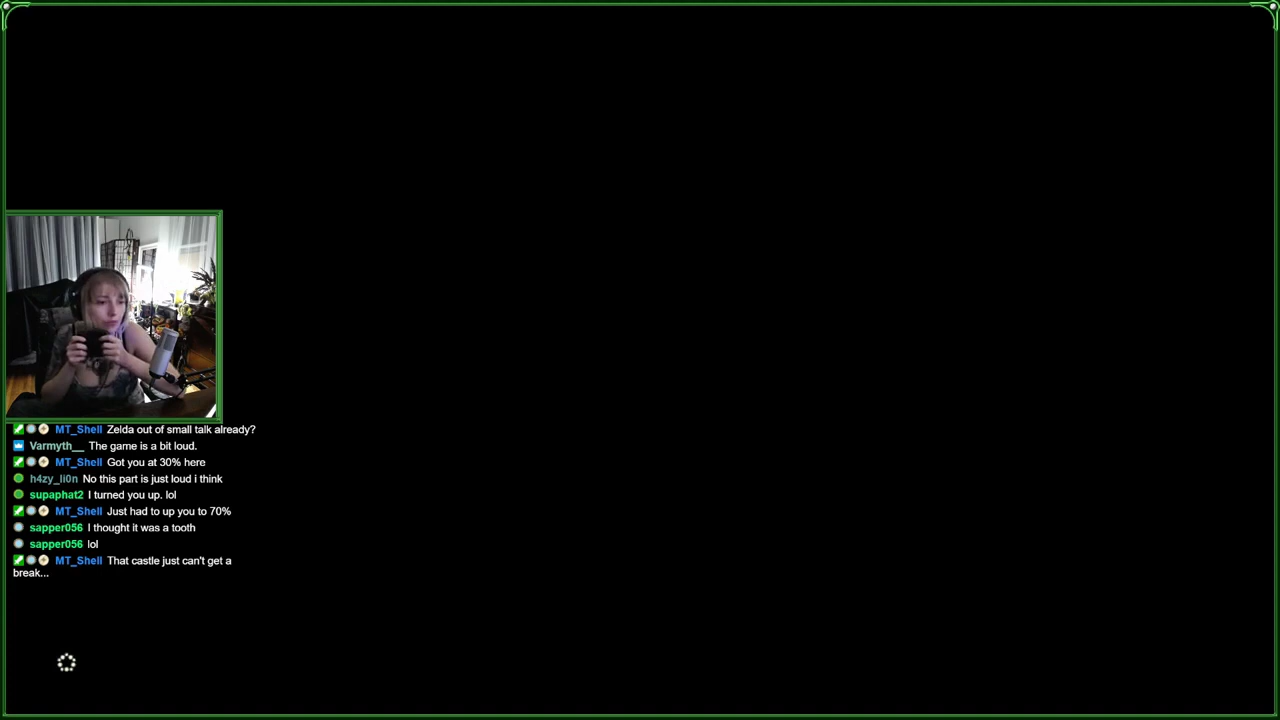 MT_Shell Zelda out of small talk already?
Varmyth__ The game is a bit loud.
MT_Shell Got you at 30% here
h4zy_li0n No this part is just loud i think
supaphat2 I turned you up. lol
MT_Shell Just had to up you to 70%
sapper056 I thought it was a tooth
sapper056 lol
MT_Shell That castle just can't get a
break...